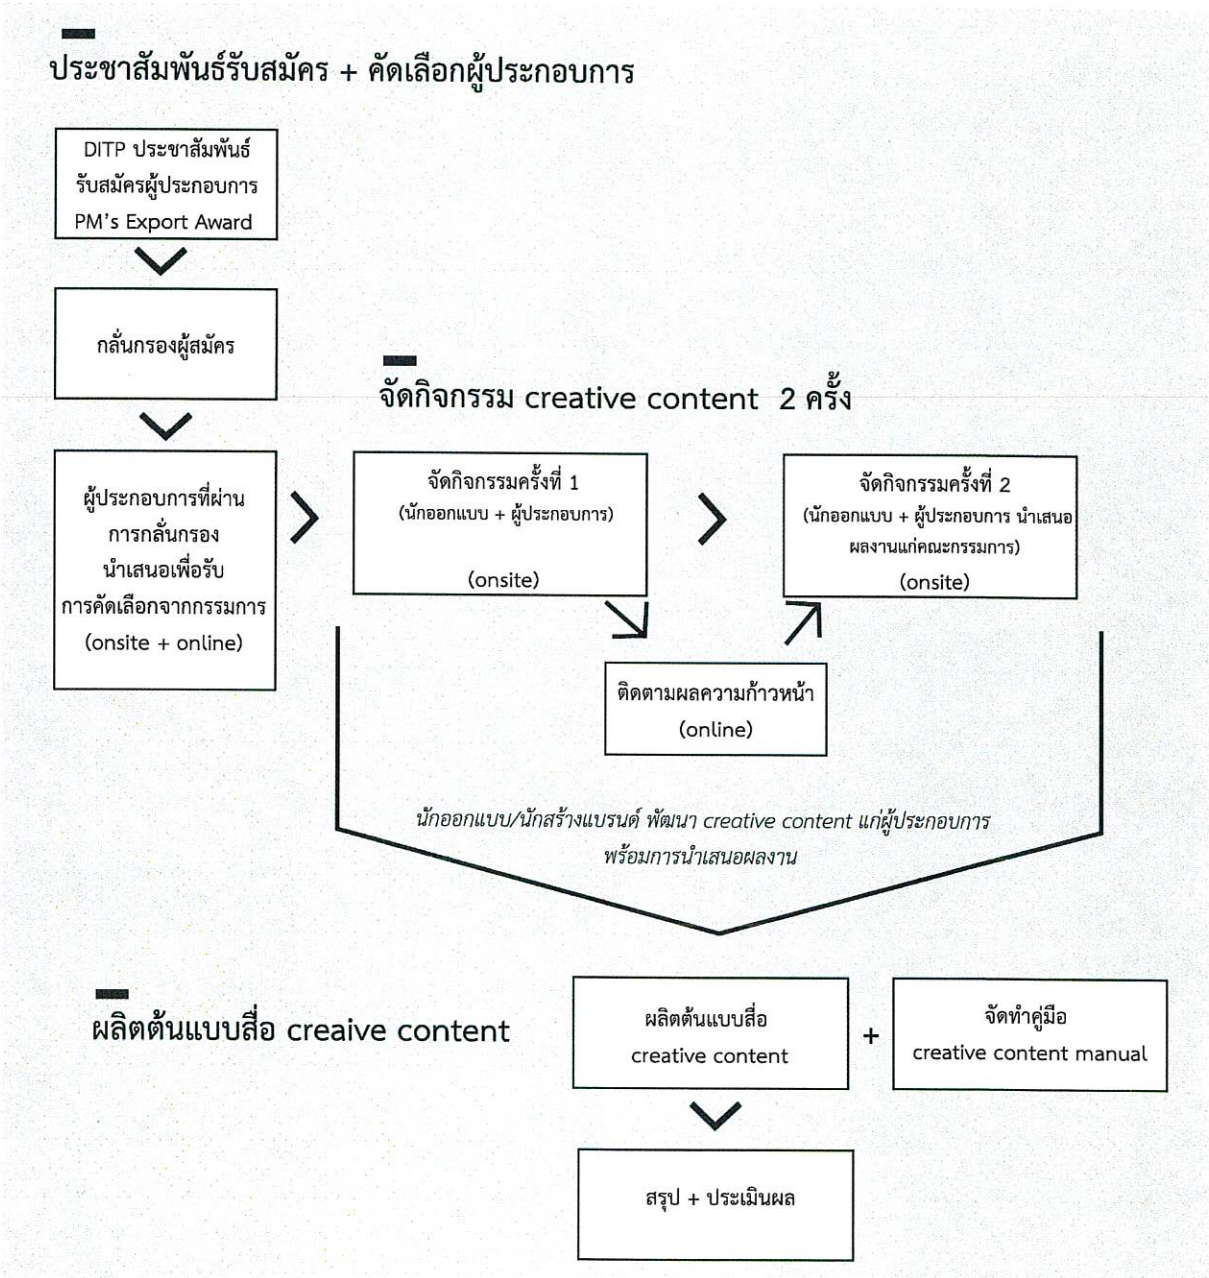 ประชาสัมพันธ์รับสมัคร + คัดเลือกผู้ประกอบการ
DITP ประชาสัมพันธ์
รับสมัครผู้ประกอบการ
PM's Export Award
กลั่นกรองผู้สมัคร
ผู้ประกอบการที่ผ่าน
การกลั่นกรอง
นำเสนอเพื่อรับ
การคัดเลือกจากกรรมการ
(onsite + online)
จัดกิจกรรม creative content 2 ครั้ง
จัดกิจกรรมครั้งที่ 1
(นักออกแบบ + ผู้ประกอบการ)
(onsite)
จัดกิจกรรมครั้งที่ 2
(นักออกแบบ + ผู้ประกอบการ นำเสนอ
ผลงานแก่คณะกรรมการ)
(onsite)
ติดตามผลความก้าวหน้า
(online)
นักออกแบบ/นักสร้างแบรนด์ พัฒนา creative content แก่ผู้ประกอบการ
พร้อมการนำเสนอผลงาน
ผลิตต้นแบบสื่อ creaive content
ผลิตต้นแบบสื่อ
creative content
+
จัดทำคู่มือ
creative content manual
สรุป + ประเมินผล